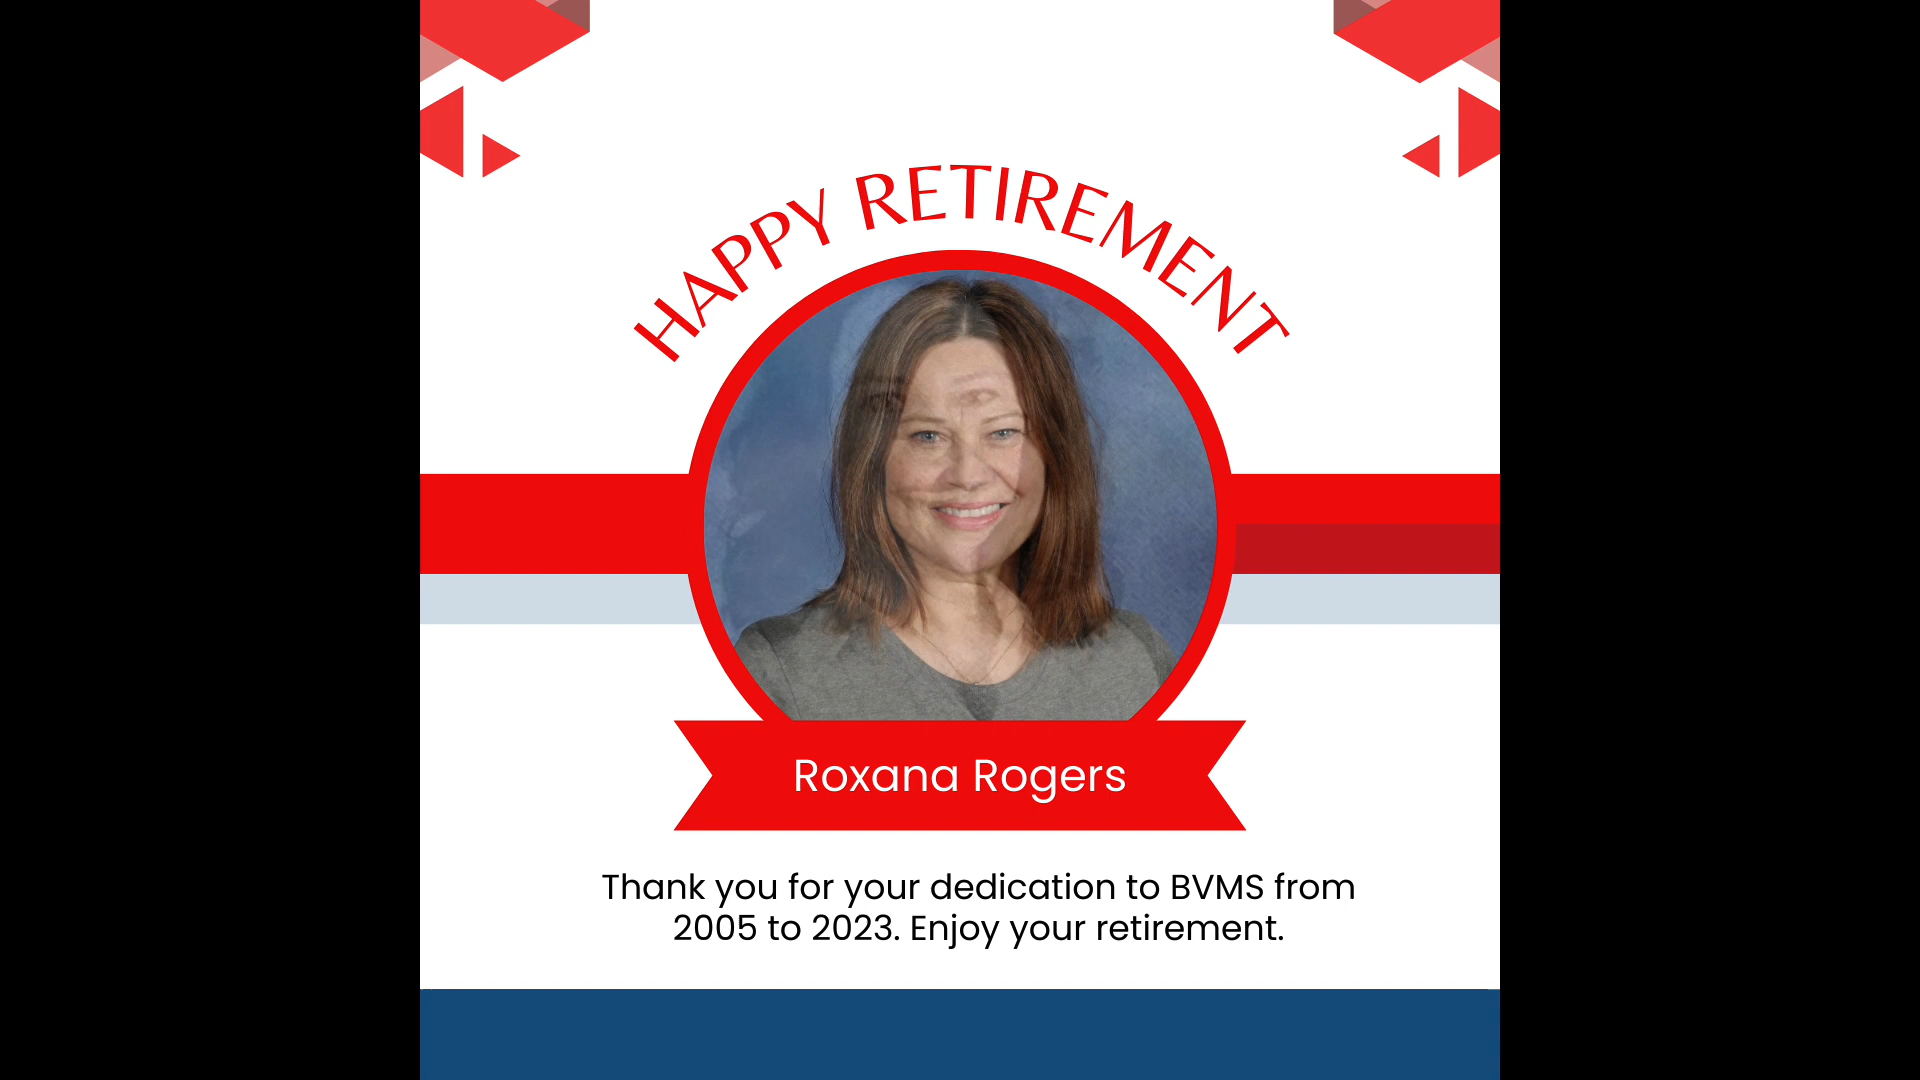 HAPPY RETIREMENT
Roxana Rogers
Thank you for your dedication to BVMS from
2005 to 2023. Enjoy your retirement.